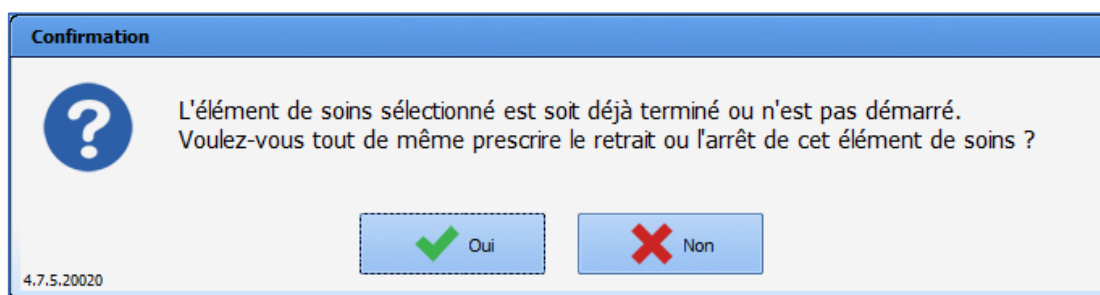 Confirmation
L'élément de soins sélectionné est soit déjà terminé ou n'est pas démarré.
Voulez-vous tout de même prescrire le retrait ou l'arrêt de cet élément de soins ?
Oui
Non
4.7.5.20020